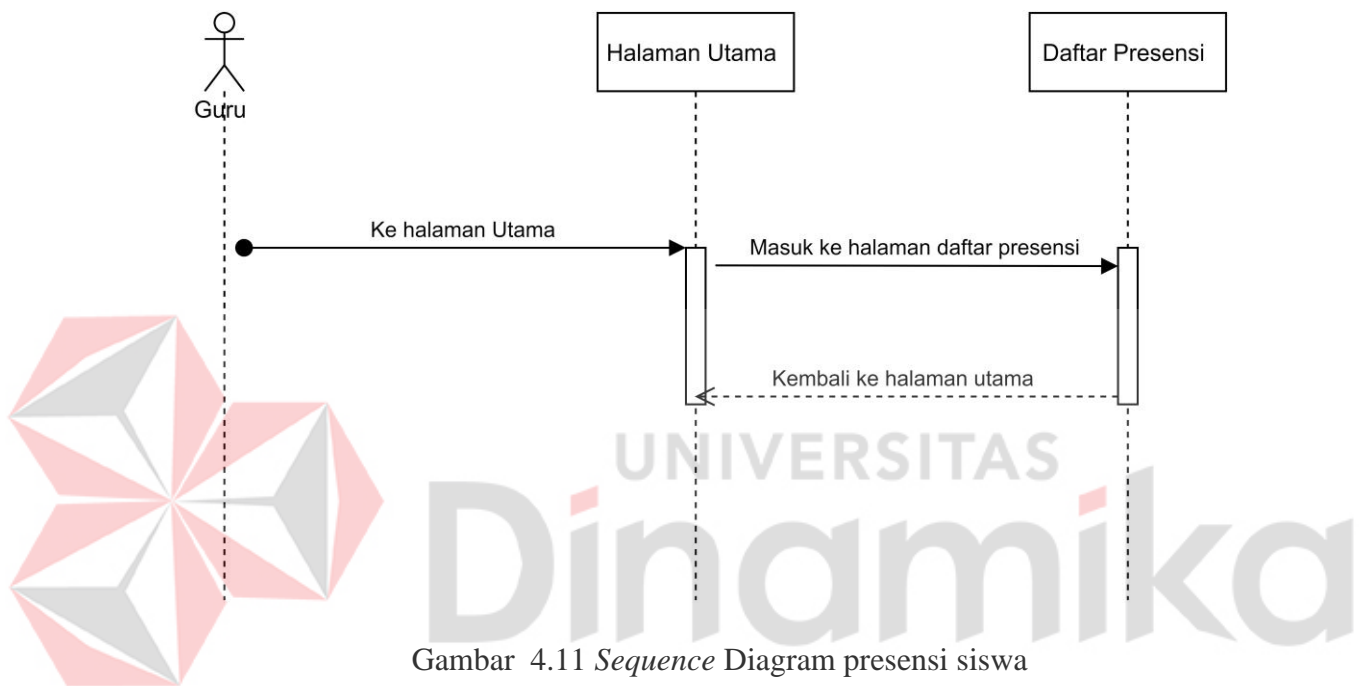 Halaman Utama
Daftar Presensi
Guru
Ke halaman Utama
Masuk ke halaman daftar presensi
Kembali ke halaman utama
UNIVERSITAS
Dinamika
Gambar 4.11 Sequence Diagram presensi siswa